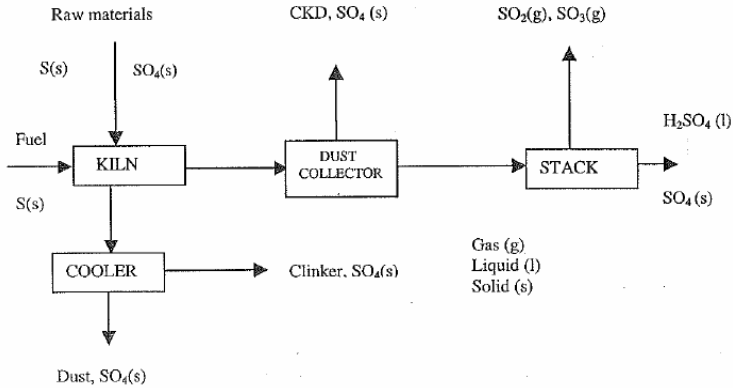 Raw materials
CKD, SO₄ (s)
SO₂(g), SO₃(g)
S(s)
SO₄(s)
H₂SO₄ (l)
Fuel
KILN
DUST
COLLECTOR
STACK
S(s)
SO₄ (s)
Gas (g)
Liquid (l)
Solid (s)
COOLER
Clinker, SO₄(s)
Dust, SO₄(s)